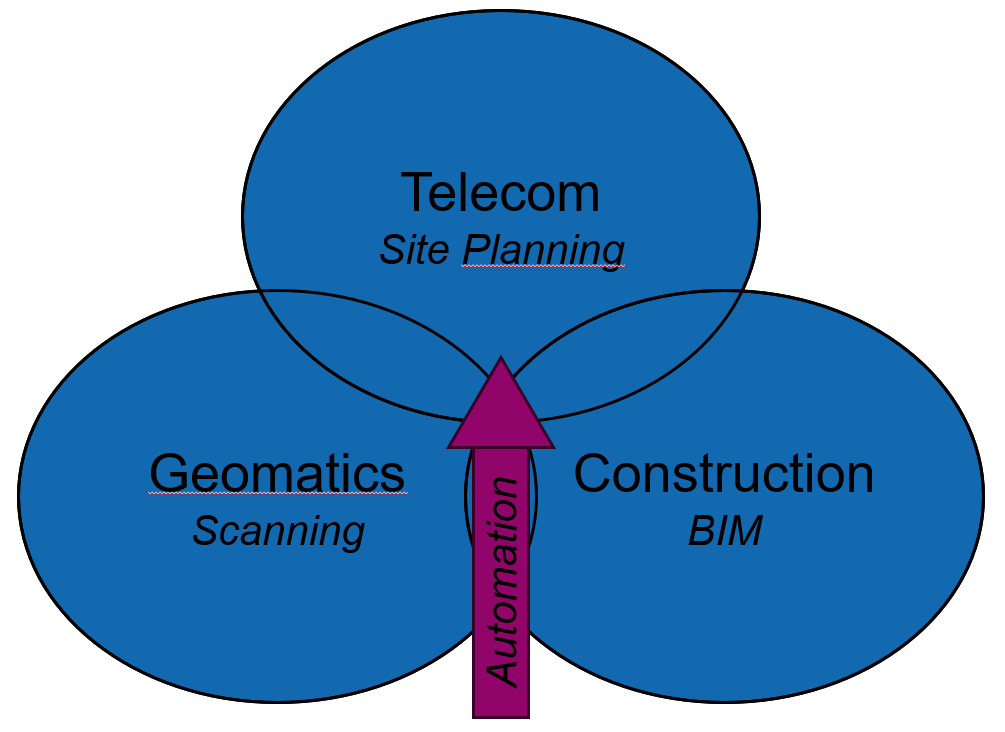 Telecom
Site Planning
Geomatics
Scanning
Construction
BIM
Automation